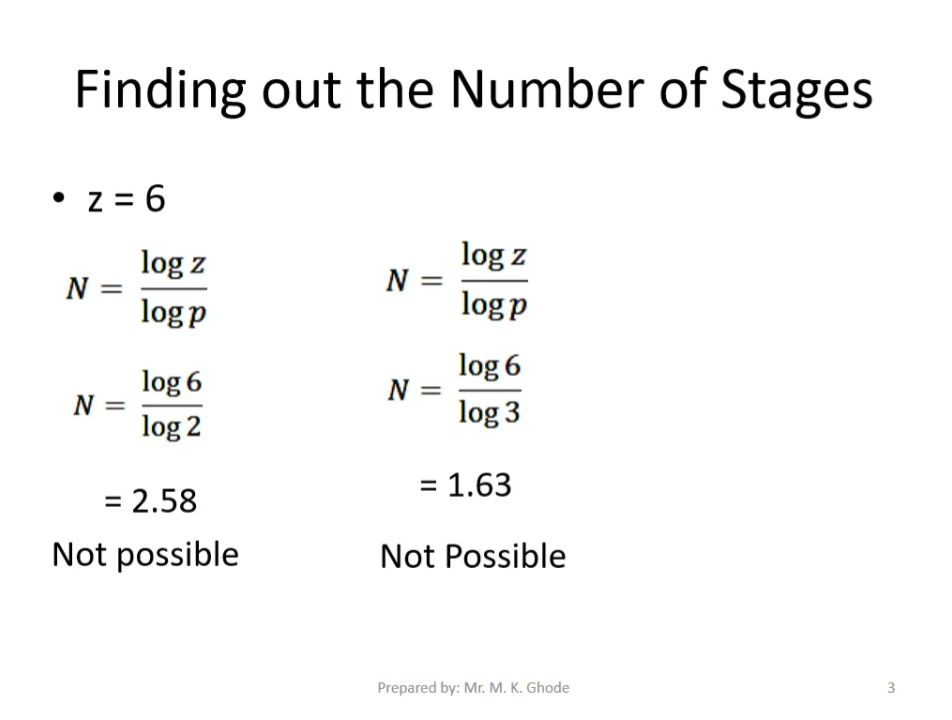 Finding out the Number of Stages
• z = 6
N = log z / log p
N = log 6 / log 2
= 2.58
Not possible
N = log z / log p
N = log 6 / log 3
= 1.63
Not Possible
Prepared by: Mr. M. K. Ghode
3